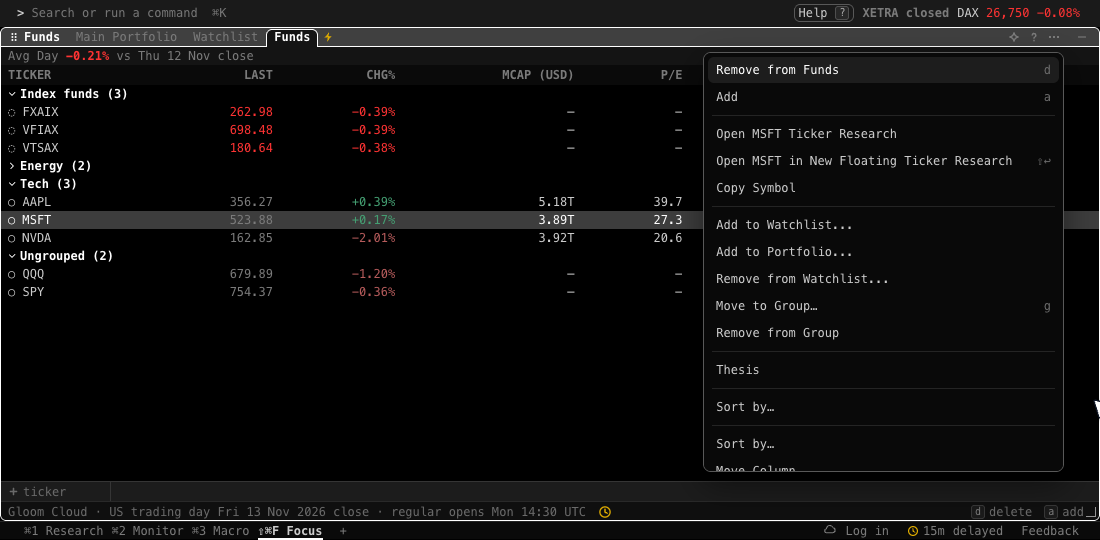 > Search or run a command ⌘K Help ? XETRA closed DAX 26,750 −0.08%
Funds Main Portfolio Watchlist Funds ? ... −
Avg Day −0.21% vs Thu 12 Nov close
TICKER LAST CHG% MCAP (USD) P/E
Index funds (3)
FXAIX 262.98 −0.39% — —
VFIAX 698.48 −0.39% — —
VTSAX 180.64 −0.38% — —
Energy (2)
Tech (3)
AAPL 356.27 +0.39% 5.18T 39.7
MSFT 523.88 +0.17% 3.89T 27.3
NVDA 162.85 −2.01% 3.92T 20.6
Ungrouped (2)
QQQ 679.89 −1.20% — —
SPY 754.37 −0.36% — —
Remove from Funds d
Add a
Open MSFT Ticker Research
Open MSFT in New Floating Ticker Research ⇧↩
Copy Symbol
Add to Watchlist...
Add to Portfolio...
Remove from Watchlist...
Move to Group… g
Remove from Group
Thesis
Sort by…
Sort by…
Move Column
+ ticker
Gloom Cloud · US trading day Fri 13 Nov 2026 close · regular opens Mon 14:30 UTC d delete a add
⌘1 Research ⌘2 Monitor ⌘3 Macro ⇧⌘F Focus + Log in 15m delayed Feedback